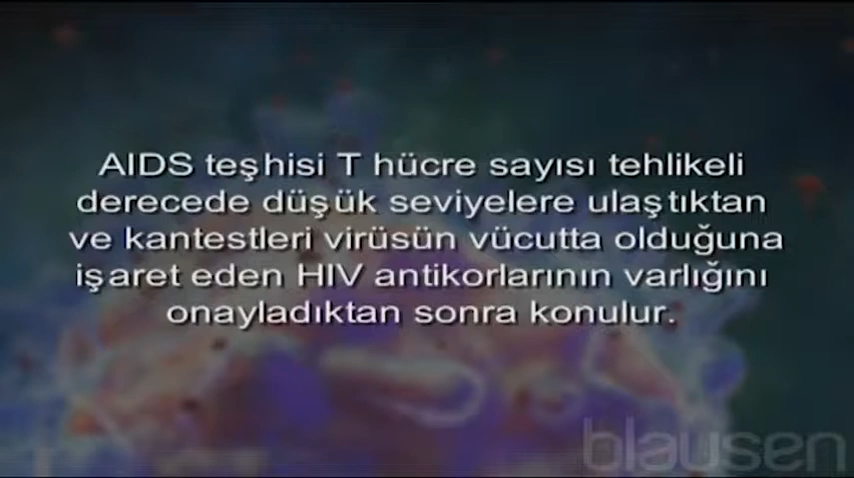 AIDS teşhisi T hücre sayısı tehlikeli
derecede düşük seviyelere ulaştıktan
ve kantestleri virüsün vücutta olduğuna
işaret eden HIV antikorlarının varlığını
onayladıktan sonra konulur.
blausen